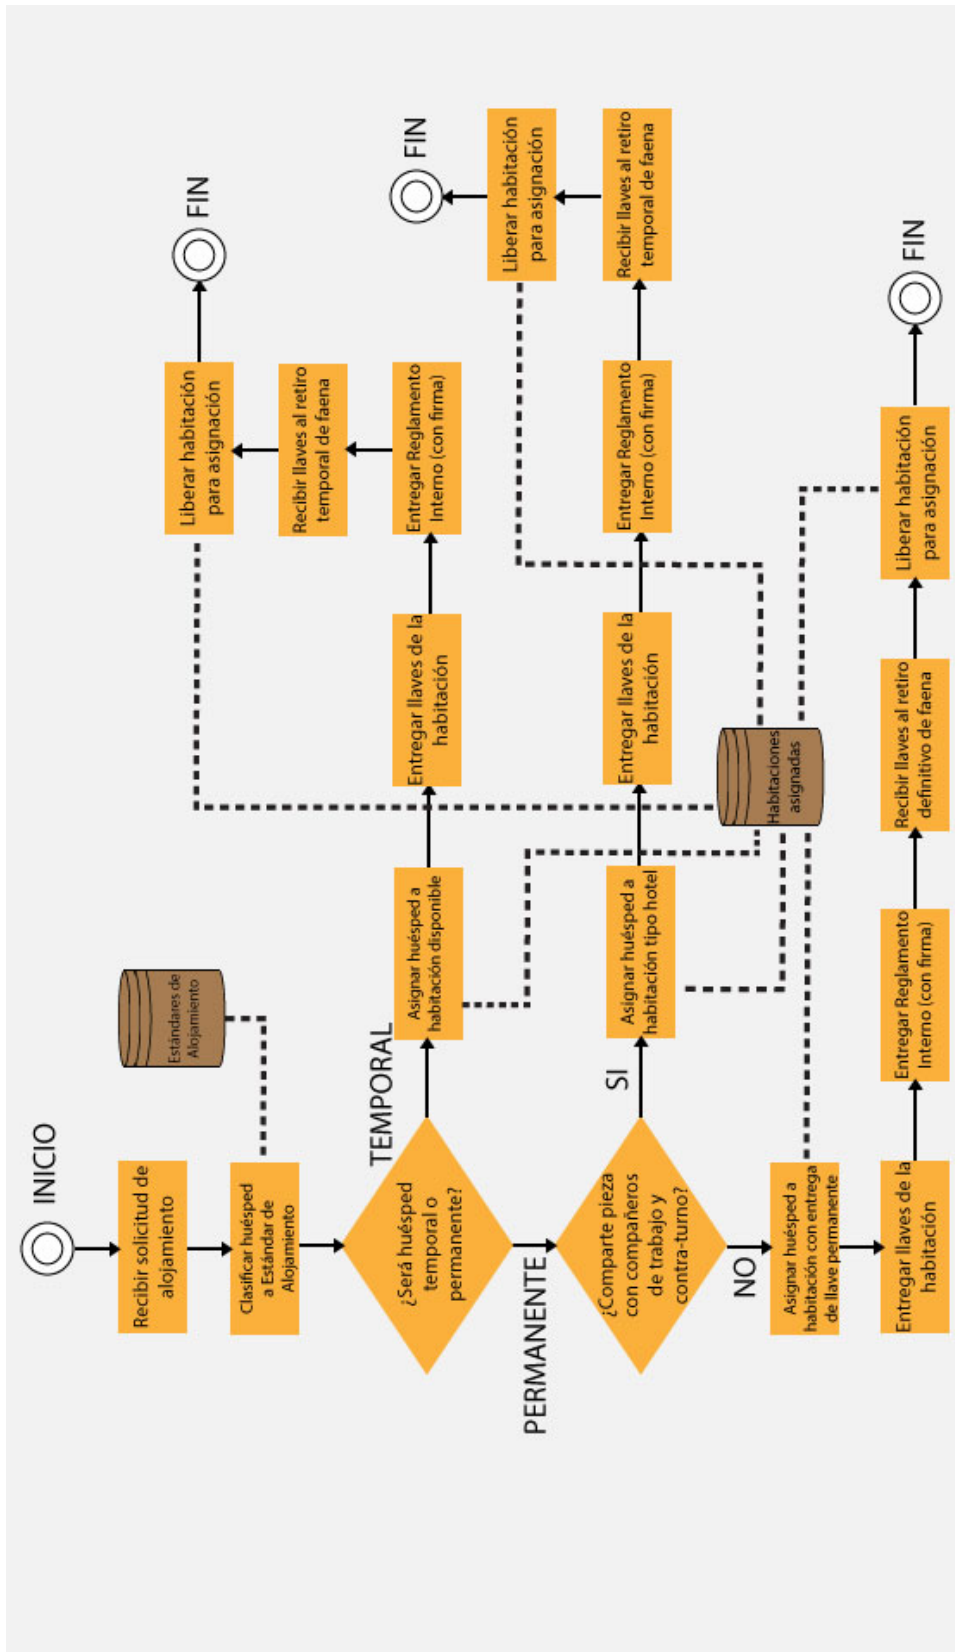 INICIO
Recibir solicitud de
alojamiento
Clasificar huésped
a Estándar de
Alojamiento
Estándares de
Alojamiento
¿Será huésped
temporal o
permanente?
TEMPORAL
Asignar huésped a
habitación disponible
Entregar llaves de la
habitación
Entregar Reglamento
Interno (con firma)
Recibir llaves al retiro
temporal de faena
Liberar habitación
para asignación
FIN
PERMANENTE
¿Comparte pieza
con compañeros
de trabajo y
contra-turno?
SI
Asignar huésped a
habitación tipo hotel
Entregar llaves de la
habitación
Entregar Reglamento
Interno (con firma)
Recibir llaves al retiro
temporal de faena
Liberar habitación
para asignación
FIN
Habitaciones
asignadas
NO
Asignar huésped a
habitación con entrega
de llave permanente
Entregar llaves de la
habitación
Entregar Reglamento
Interno (con firma)
Recibir llaves al retiro
definitivo de faena
Liberar habitación
para asignación
FIN